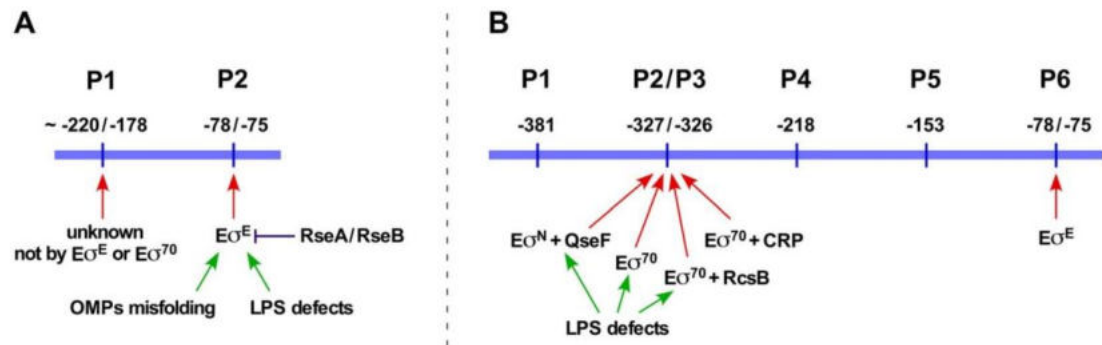 A
P1 P2
~ -220/-178 -78/-75
unknown
not by Eσᴱ or Eσ⁷⁰
Eσᴱ
RseA/RseB
OMPs misfolding LPS defects
B
P1 P2/P3 P4 P5 P6
-381 -327/-326 -218 -153 -78/-75
Eσᴺ + QseF
Eσ⁷⁰
Eσ⁷⁰ + RcsB
Eσ⁷⁰ + CRP
LPS defects
Eσᴱ